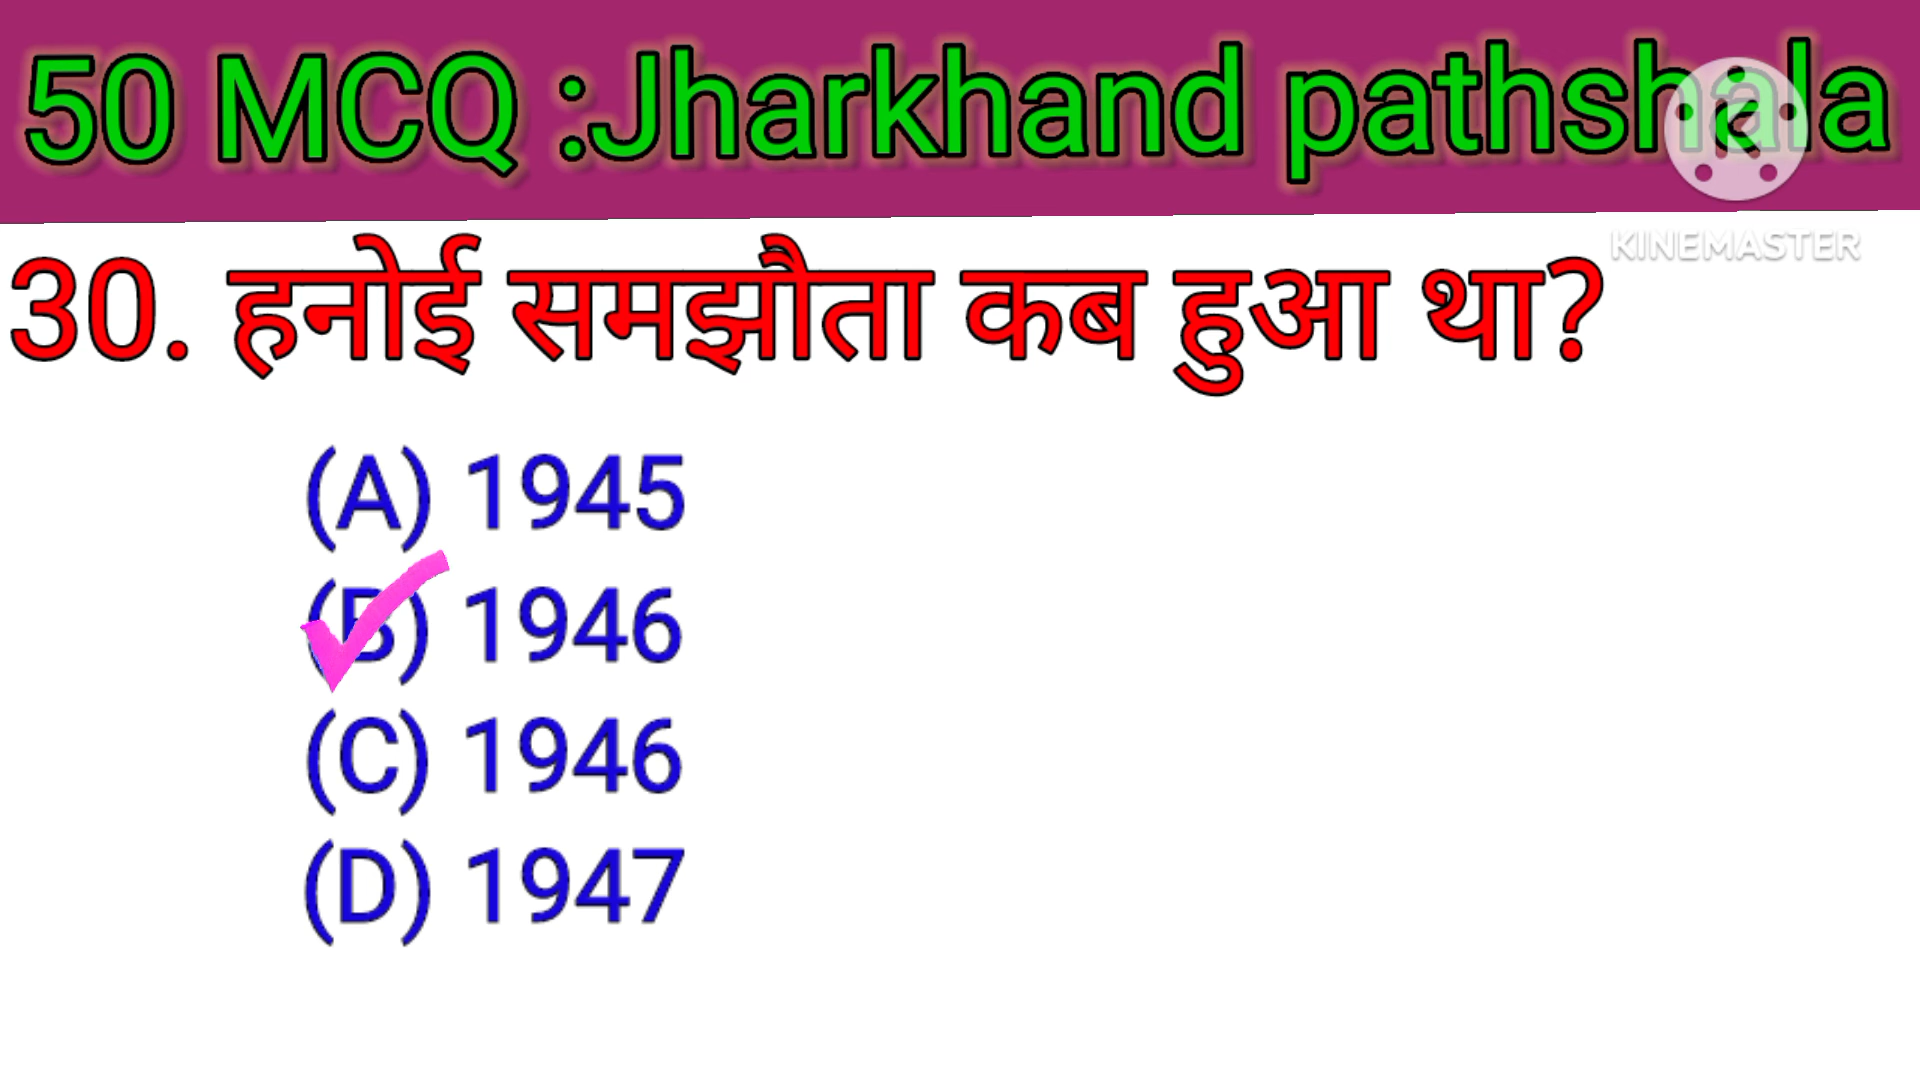 50 MCQ :Jharkhand pathshala
KINEMASTER
30. हनोई समझौता कब हुआ था?
(A) 1945
(B) 1946
(C) 1946
(D) 1947